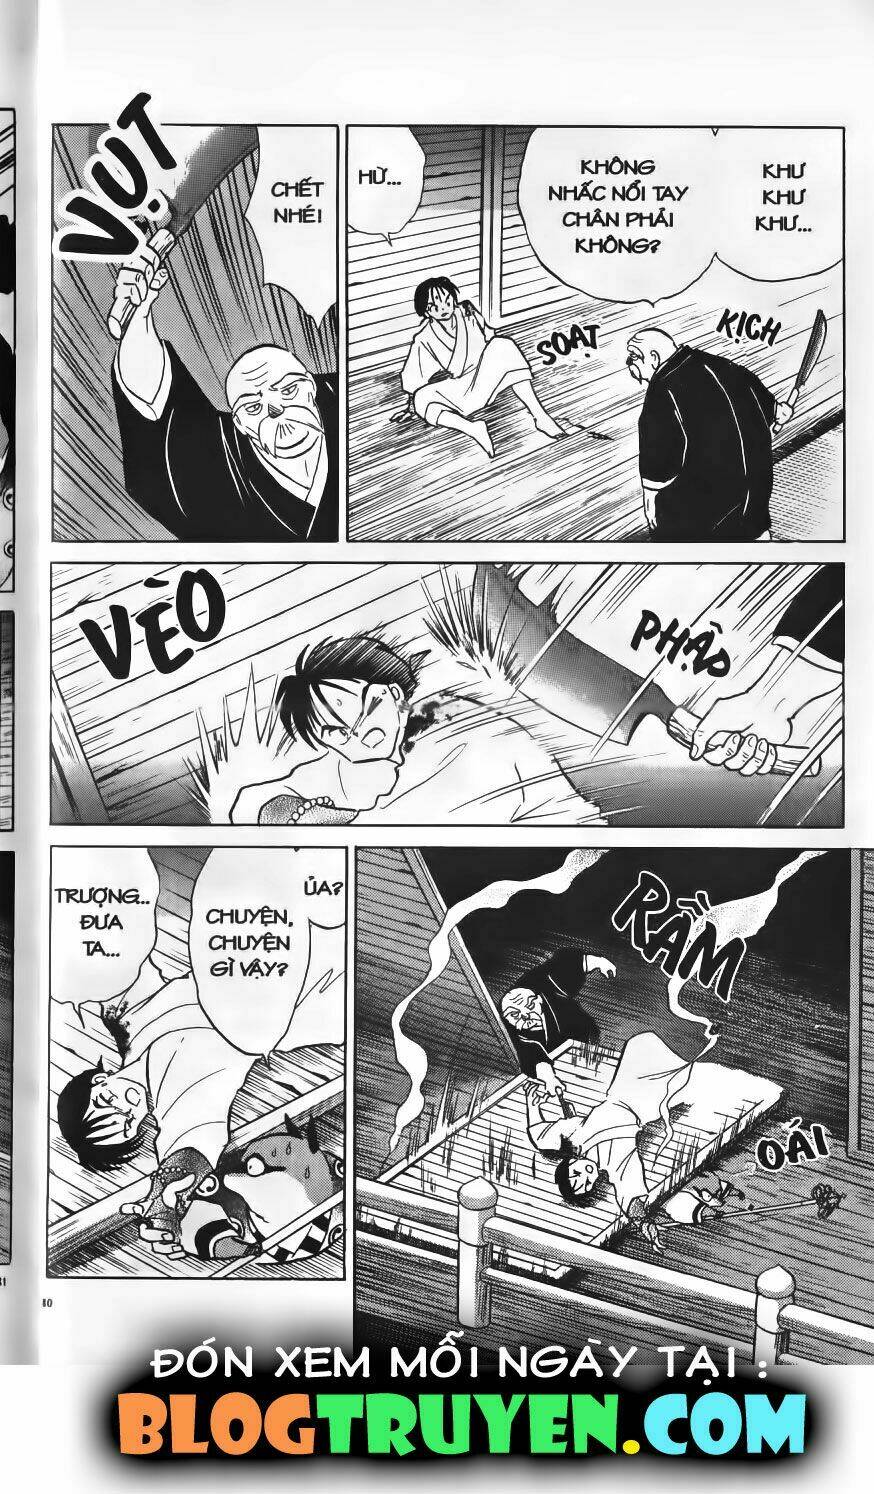 KHƯ
KHƯ
KHƯ...
KHÔNG
NHẤC NỔI TAY
CHÂN PHẢI
KHÔNG?
HỪ...
SOẠT
KỊCH
CHẾT
NHÉ!
VỤT
PHẬP
VÈO
RẦM
OÁI
ỦA?
CHUYỆN,
CHUYỆN
GÌ VẬY?
TRƯỢNG...
ĐƯA
TA...
ĐÓN XEM MỖI NGÀY TẠI :
BLOGTRUYEN.COM